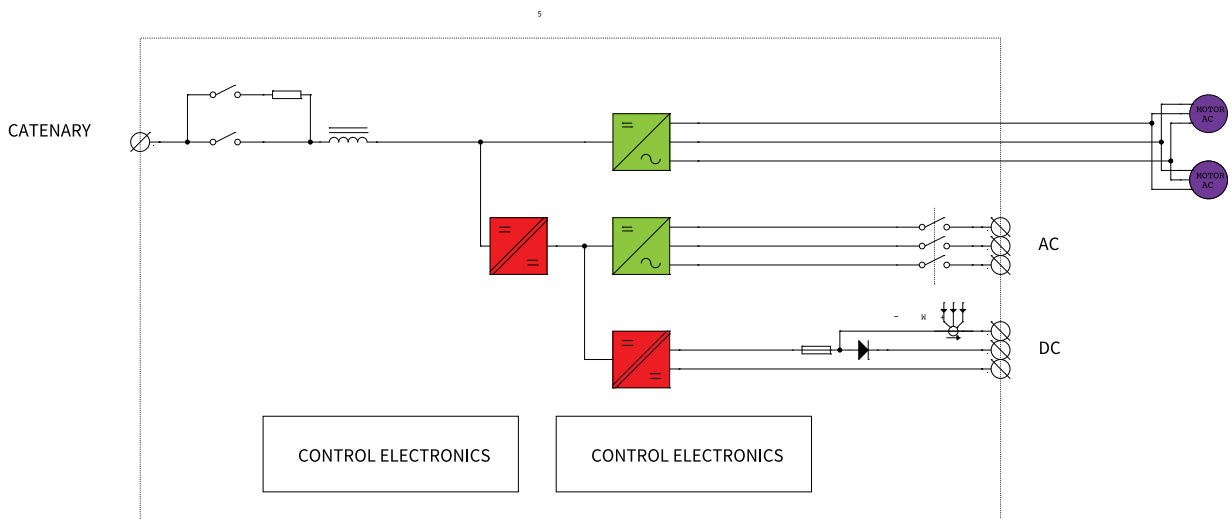 5
CATENARY
MOTOR
AC
MOTOR
AC
AC
- W +
DC
CONTROL ELECTRONICS
CONTROL ELECTRONICS